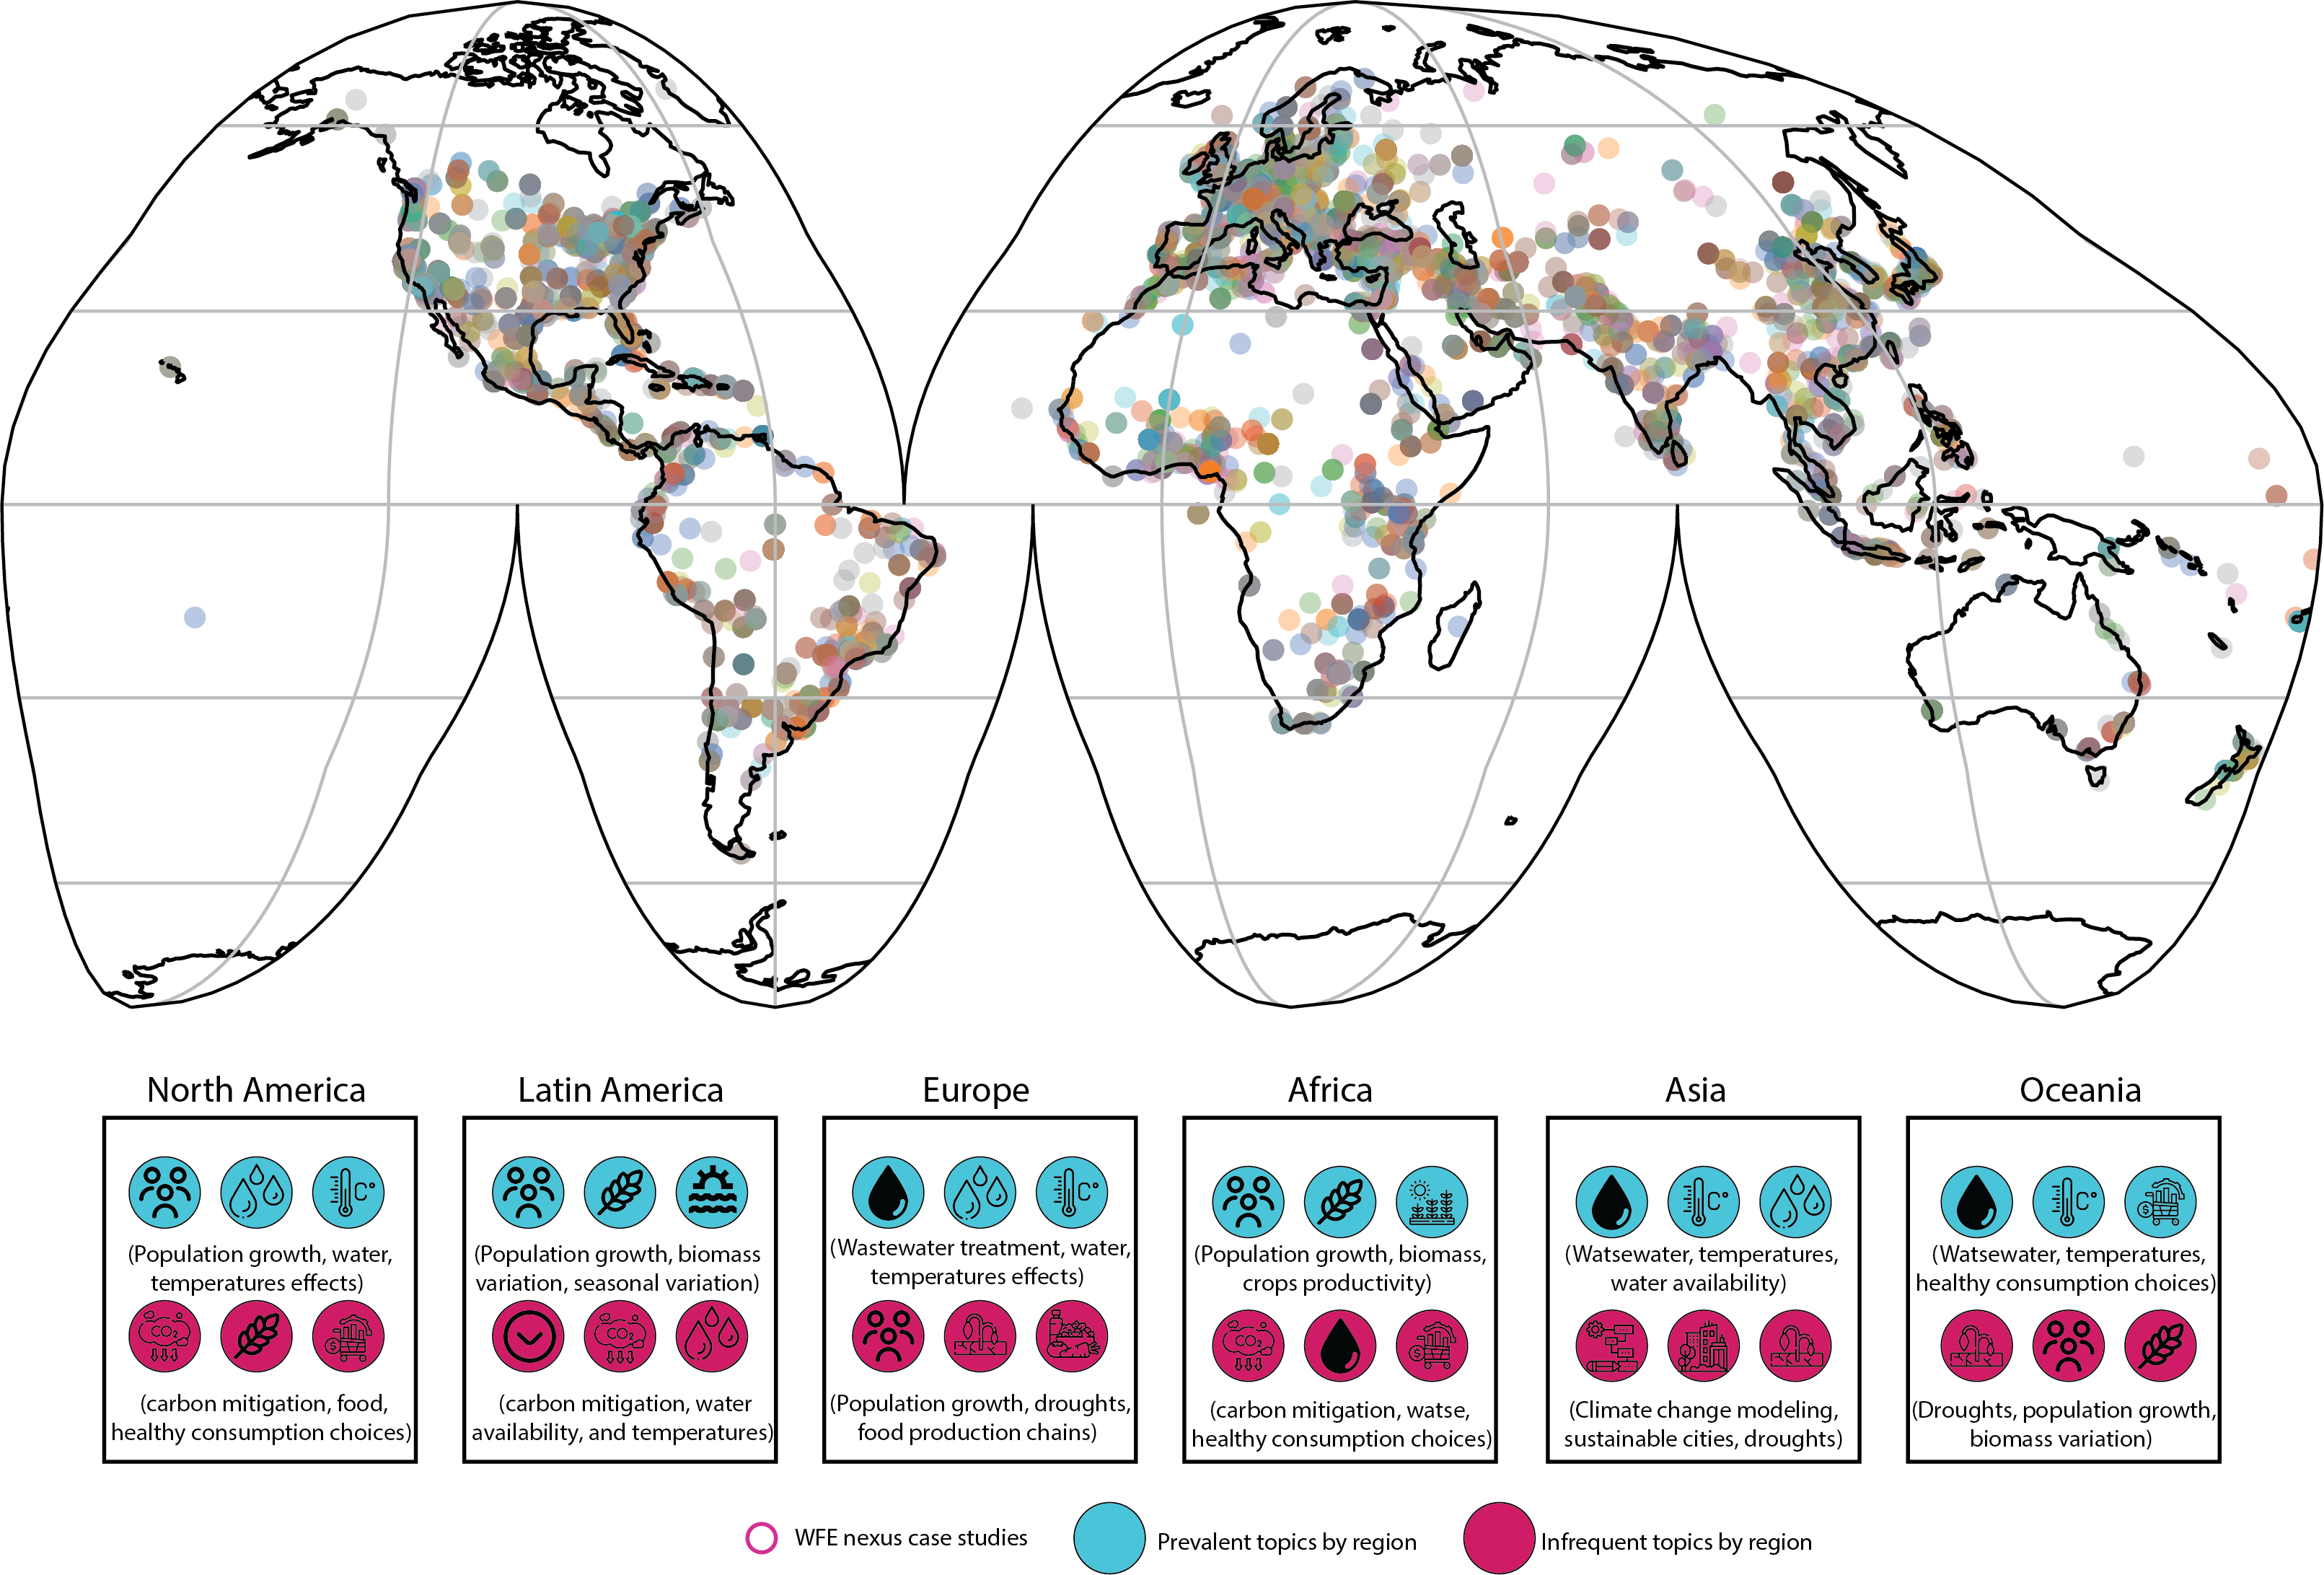 North America
Latin America
Europe
Africa
Asia
Oceania
C°
(Population growth, water,
temperatures effects)
CO2
$
(carbon mitigation, food,
healthy consumption choices)
(Population growth, biomass
variation, seasonal variation)
CO2
(carbon mitigation, water
availability, and temperatures)
C°
(Wastewater treatment, water,
temperatures effects)
(Population growth, droughts,
food production chains)
(Population growth, biomass,
crops productivity)
CO2
$
(carbon mitigation, watse,
healthy consumption choices)
C°
(Watsewater, temperatures,
water availability)
(Climate change modeling,
sustainable cities, droughts)
C°
$
(Watsewater, temperatures,
healthy consumption choices)
(Droughts, population growth,
biomass variation)
WFE nexus case studies
Prevalent topics by region
Infrequent topics by region